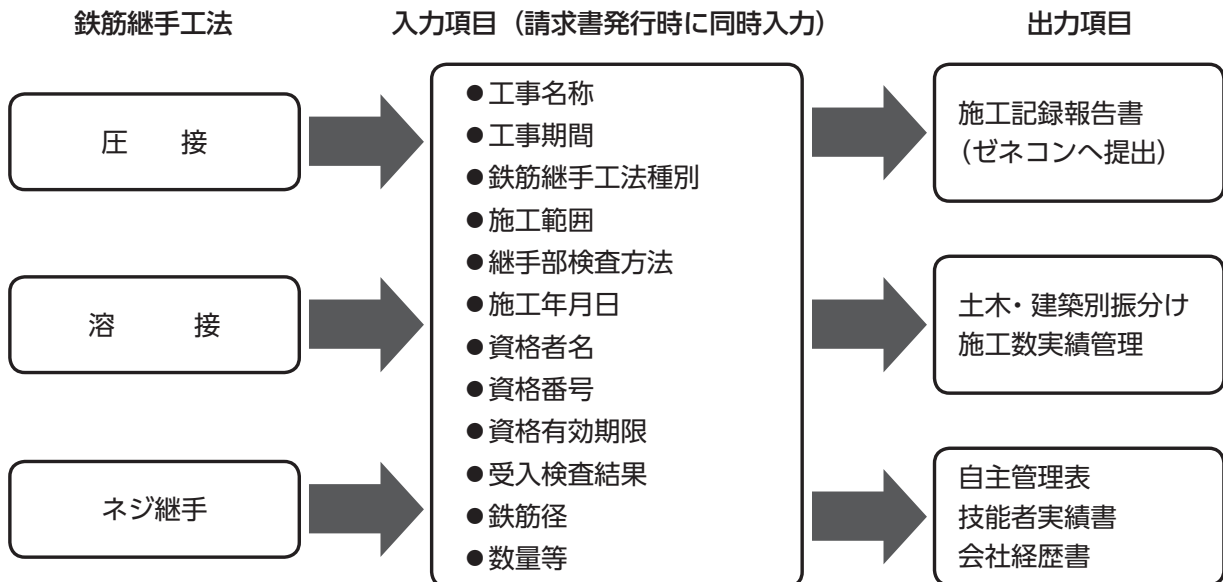 鉄筋継手工法
入力項目（請求書発行時に同時入力）
出力項目
圧　接
溶　接
ネジ継手
●工事名称
●工事期間
●鉄筋継手工法種別
●施工範囲
●継手部検査方法
●施工年月日
●資格者名
●資格番号
●資格有効期限
●受入検査結果
●鉄筋径
●数量等
施工記録報告書
（ゼネコンへ提出）
土木・建築別振分け
施工数実績管理
自主管理表
技能者実績書
会社経歴書